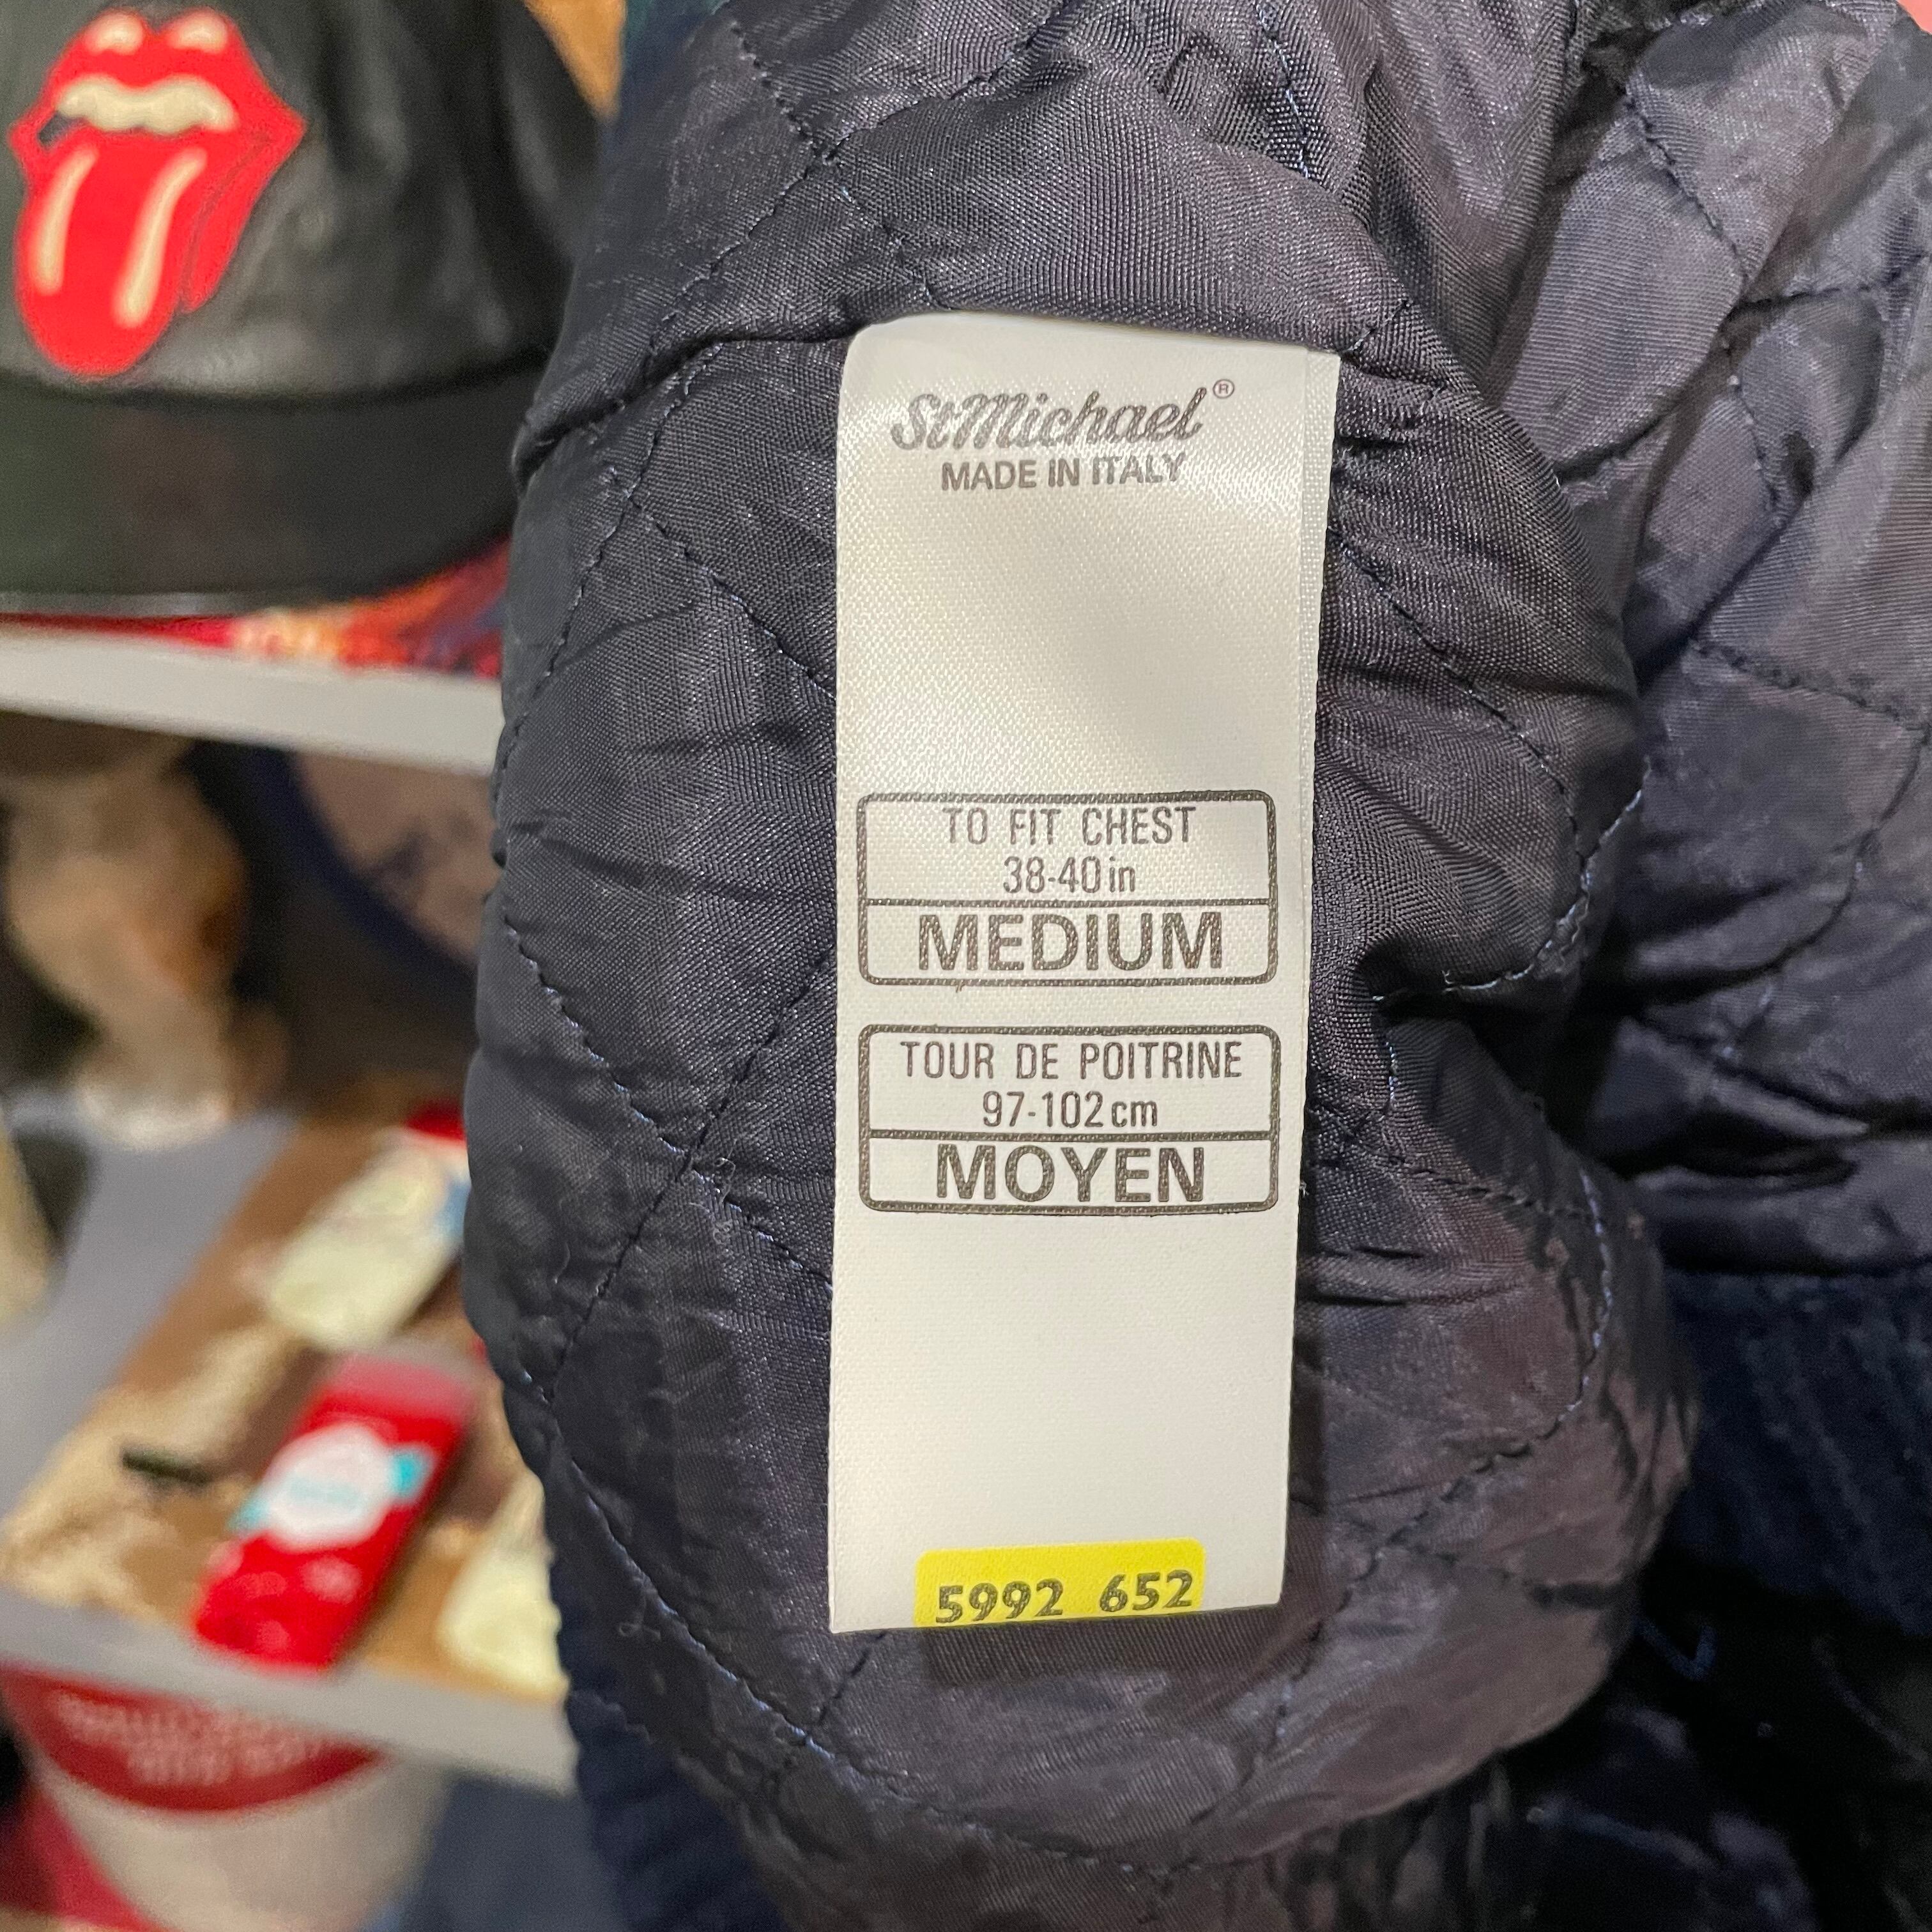 StMichael®
MADE IN ITALY
TO FIT CHEST
38-40in
MEDIUM
TOUR DE POITRINE
97-102cm
MOYEN
5992 652